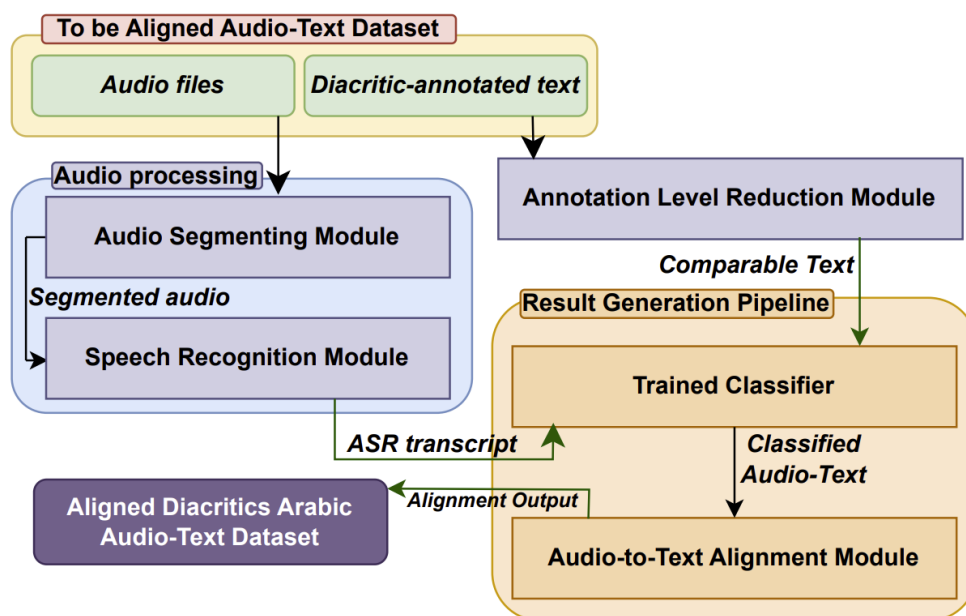 To be Aligned Audio-Text Dataset
Audio files
Diacritic-annotated text
Audio processing
Audio Segmenting Module
Segmented audio
Speech Recognition Module
Annotation Level Reduction Module
Comparable Text
Result Generation Pipeline
Trained Classifier
ASR transcript
Classified
Audio-Text
Alignment Output
Audio-to-Text Alignment Module
Aligned Diacritics Arabic
Audio-Text Dataset